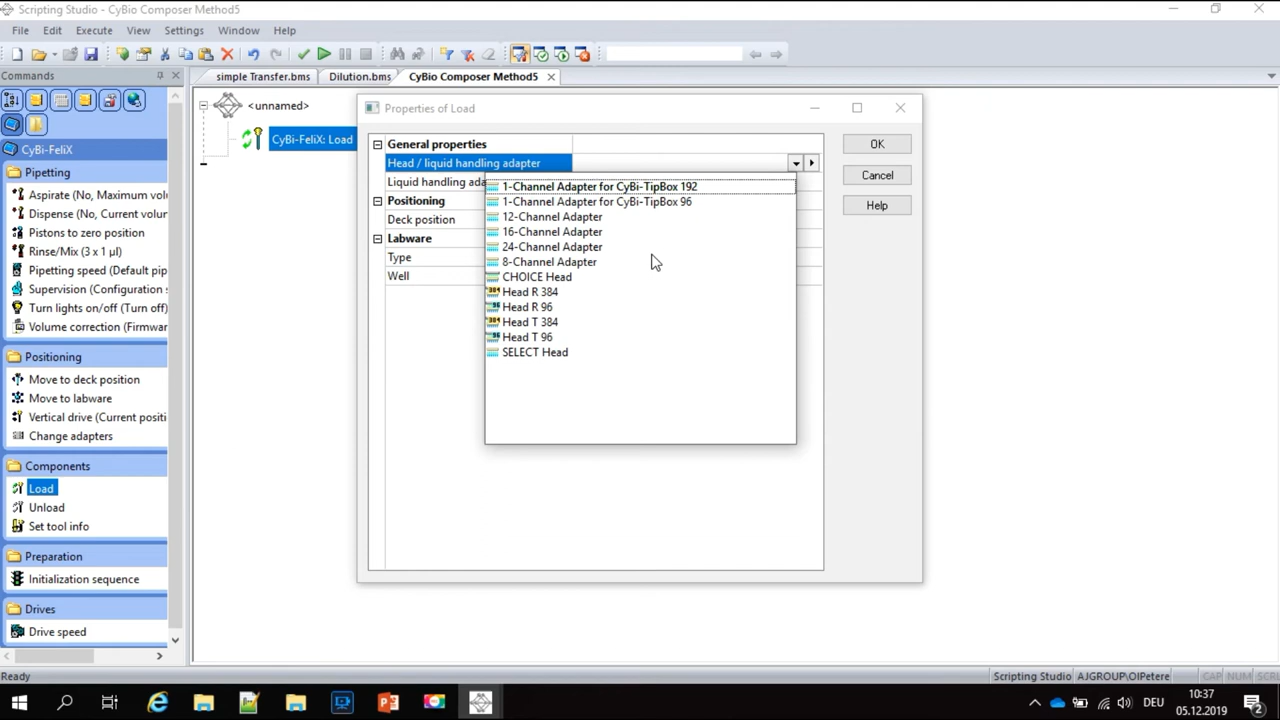 Scripting Studio - CyBio Composer Method5
File Edit Execute View Settings Window Help
Commands
simple Transfer.bms Dilution.bms CyBio Composer Method5
CyBi-FeliX
Pipetting
Aspirate (No, Maximum volu
Dispense (No, Current volum
Pistons to zero position
Rinse/Mix (3 x 1 µl)
Pipetting speed (Default pip
Supervision (Configuration s
Turn lights on/off (Turn off)
Volume correction (Firmwar
Positioning
Move to deck position
Move to labware
Vertical drive (Current positi
Change adapters
Components
Load
Unload
Set tool info
Preparation
Initialization sequence
Drives
Drive speed
<unnamed>
CyBi-FeliX: Load
Properties of Load
General properties
Head / liquid handling adapter
Liquid handling ada
Positioning
Deck position
Labware
Type
Well
1-Channel Adapter for CyBi-TipBox 192
1-Channel Adapter for CyBi-TipBox 96
12-Channel Adapter
16-Channel Adapter
24-Channel Adapter
8-Channel Adapter
CHOICE Head
Head R 384
Head R 96
Head T 384
Head T 96
SELECT Head
OK
Cancel
Help
Ready
Scripting Studio AJGROUP\OIPetere CAP NUM SCRL
DEU
10:37
05.12.2019
2